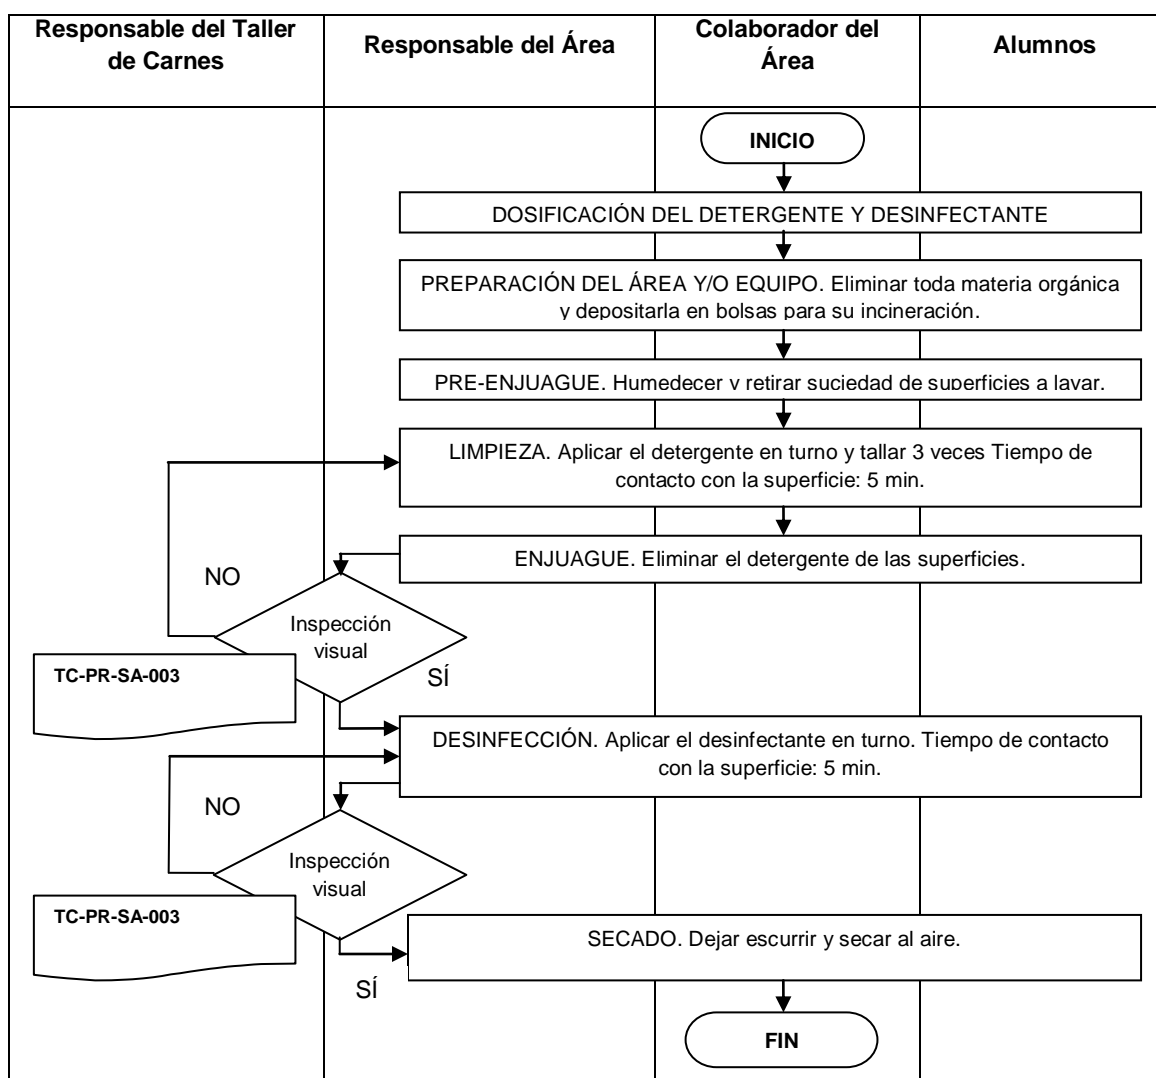 Responsable del Taller
de Carnes
Responsable del Área
Colaborador del
Área
Alumnos
INICIO
DOSIFICACIÓN DEL DETERGENTE Y DESINFECTANTE
PREPARACIÓN DEL ÁREA Y/O EQUIPO. Eliminar toda materia orgánica
y depositarla en bolsas para su incineración.
PRE-ENJUAGUE. Humedecer y retirar suciedad de superficies a lavar.
LIMPIEZA. Aplicar el detergente en turno y tallar 3 veces Tiempo de
contacto con la superficie: 5 min.
ENJUAGUE. Eliminar el detergente de las superficies.
NO
Inspección
visual
SÍ
TC-PR-SA-003
DESINFECCIÓN. Aplicar el desinfectante en turno. Tiempo de contacto
con la superficie: 5 min.
NO
Inspección
visual
TC-PR-SA-003
SECADO. Dejar escurrir y secar al aire.
SÍ
FIN